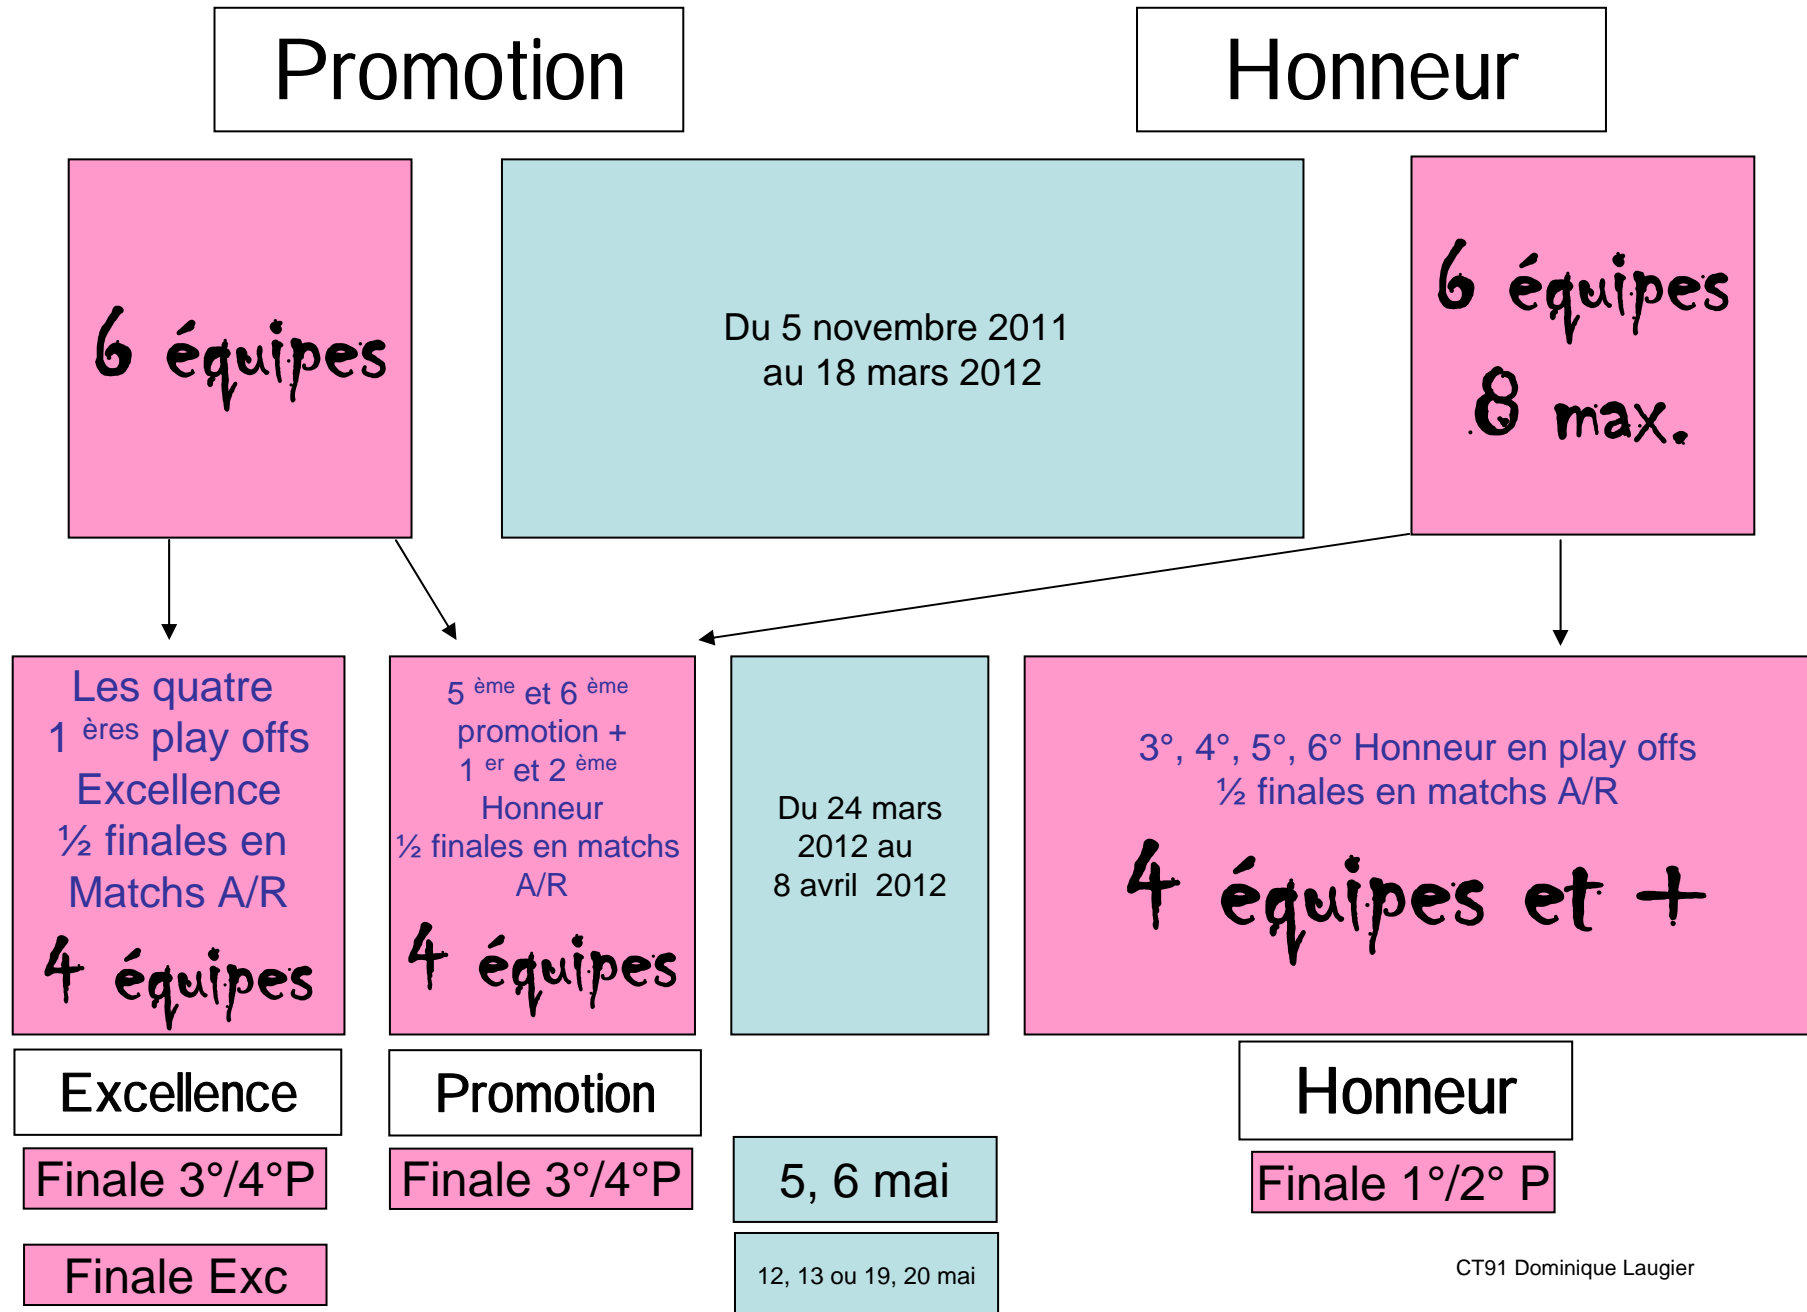 Promotion
Honneur
6 équipes
Du 5 novembre 2011
au 18 mars 2012
6 équipes
8 max.
Les quatre
1 ères play offs
Excellence
½ finales en
Matchs A/R
4 équipes
5 ème et 6 ème
promotion +
1 er et 2 ème
Honneur
½ finales en matchs
A/R
4 équipes
Du 24 mars
2012 au
8 avril 2012
3°, 4°, 5°, 6° Honneur en play offs
½ finales en matchs A/R
4 équipes et +
Excellence
Promotion
Honneur
Finale 3°/4°P
Finale 3°/4°P
5, 6 mai
Finale 1°/2° P
Finale Exc
12, 13 ou 19, 20 mai
CT91 Dominique Laugier